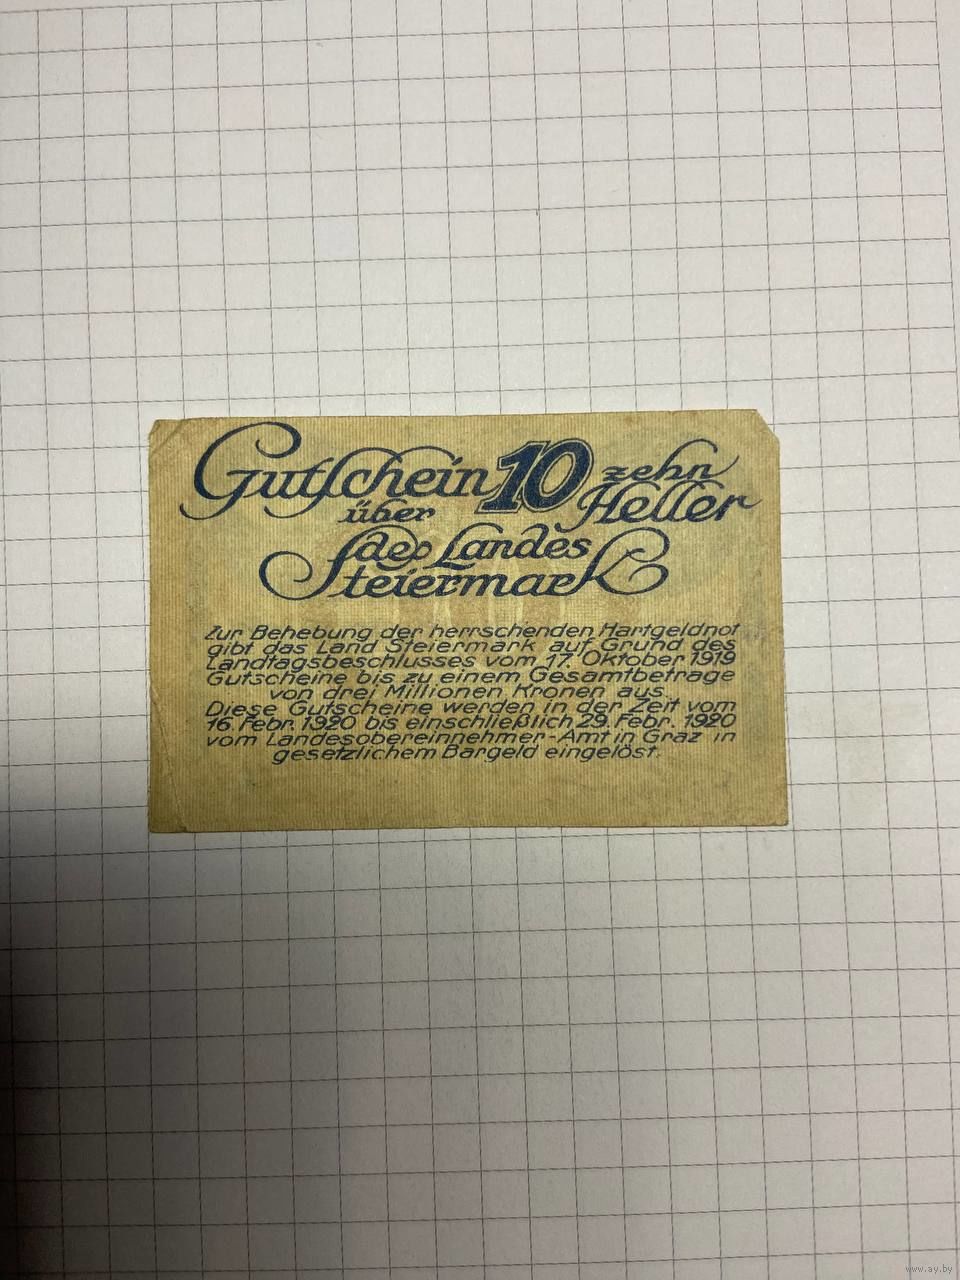 Gutschein 10 zehn
über Heller
des Landes
Steiermark
Zur Behebung der herrschenden Hartgeldnot
gibt das Land Steiermark auf Grund des
Landtagsbeschlusses vom 17. Oktober 1919
Gutscheine bis zu einem Gesamtbetrage
von drei Millionen Kronen aus.
Diese Gutscheine werden in der Zeit vom
16. Febr. 1920 bis einschließlich 29. Febr. 1920
vom Landesobereinnehmer-Amt in Graz in
gesetzlichem Bargeld eingelöst.
www.ay.by